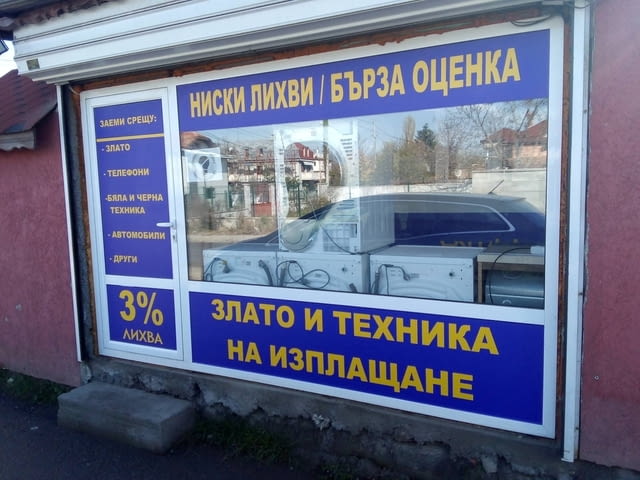 НИСКИ ЛИХВИ / БЪРЗА ОЦЕНКА
ЗАЕМИ СРЕЩУ:
- ЗЛАТО
- ТЕЛЕФОНИ
-БЯЛА И ЧЕРНА
ТЕХНИКА
- АВТОМОБИЛИ
- ДРУГИ
3%
ЛИХВА
ЗЛАТО И ТЕХНИКА
НА ИЗПЛАЩАНЕ